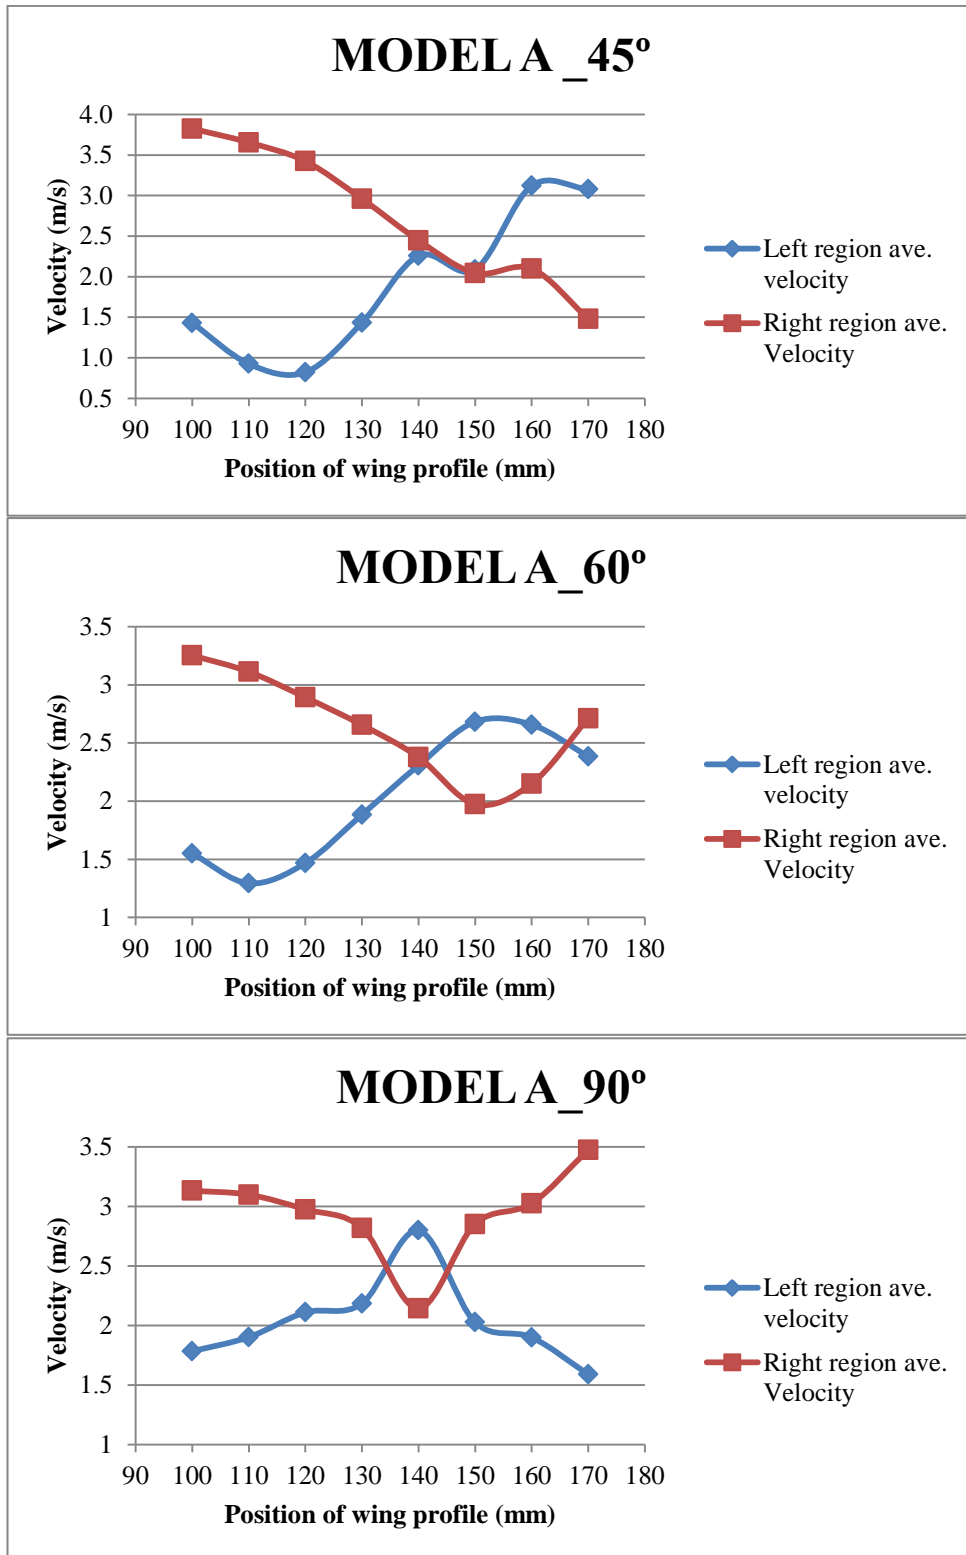 MODEL A _45º
4.0
3.5
3.0
2.5
2.0
1.5
1.0
0.5
Velocity (m/s)
90 100 110 120 130 140 150 160 170 180
Position of wing profile (mm)
Left region ave.
velocity
Right region ave.
Velocity
MODEL A_60º
3.5
3
2.5
2
1.5
1
Velocity (m/s)
90 100 110 120 130 140 150 160 170 180
Position of wing profile (mm)
Left region ave.
velocity
Right region ave.
Velocity
MODEL A_90º
3.5
3
2.5
2
1.5
1
Velocity (m/s)
90 100 110 120 130 140 150 160 170 180
Position of wing profile (mm)
Left region ave.
velocity
Right region ave.
Velocity